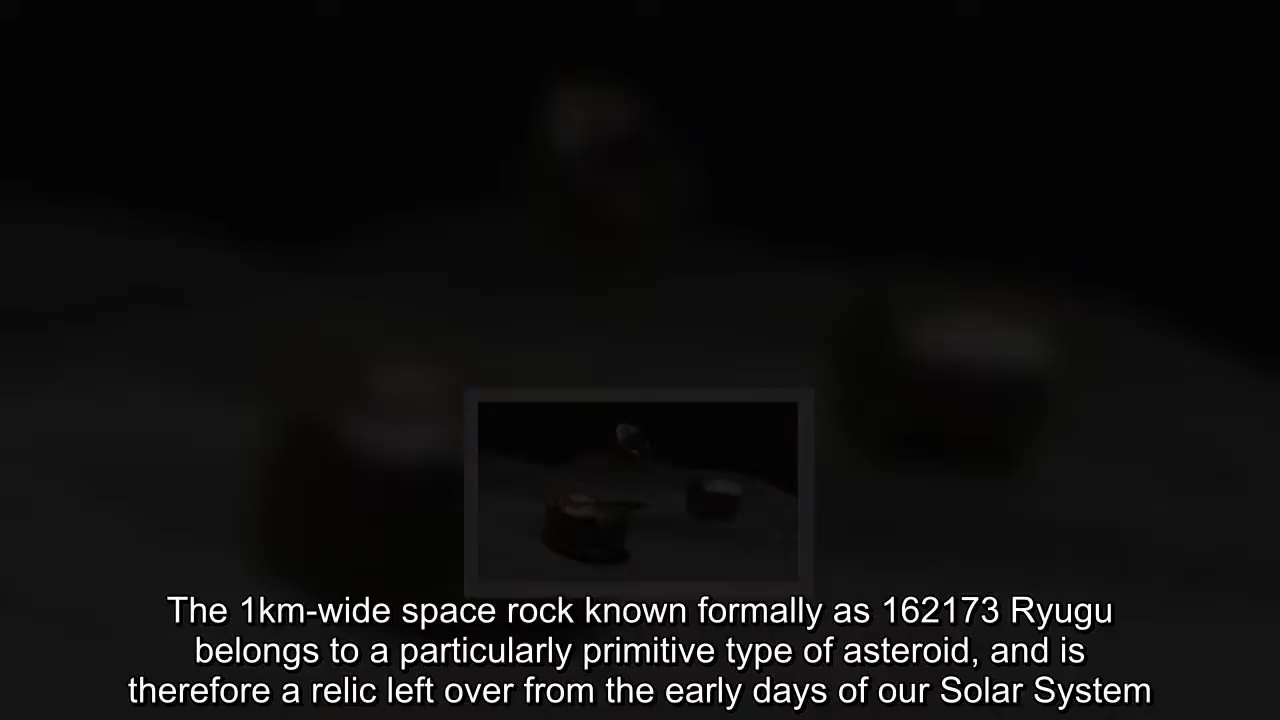 The 1km-wide space rock known formally as 162173 Ryugu
belongs to a particularly primitive type of asteroid, and is
therefore a relic left over from the early days of our Solar System